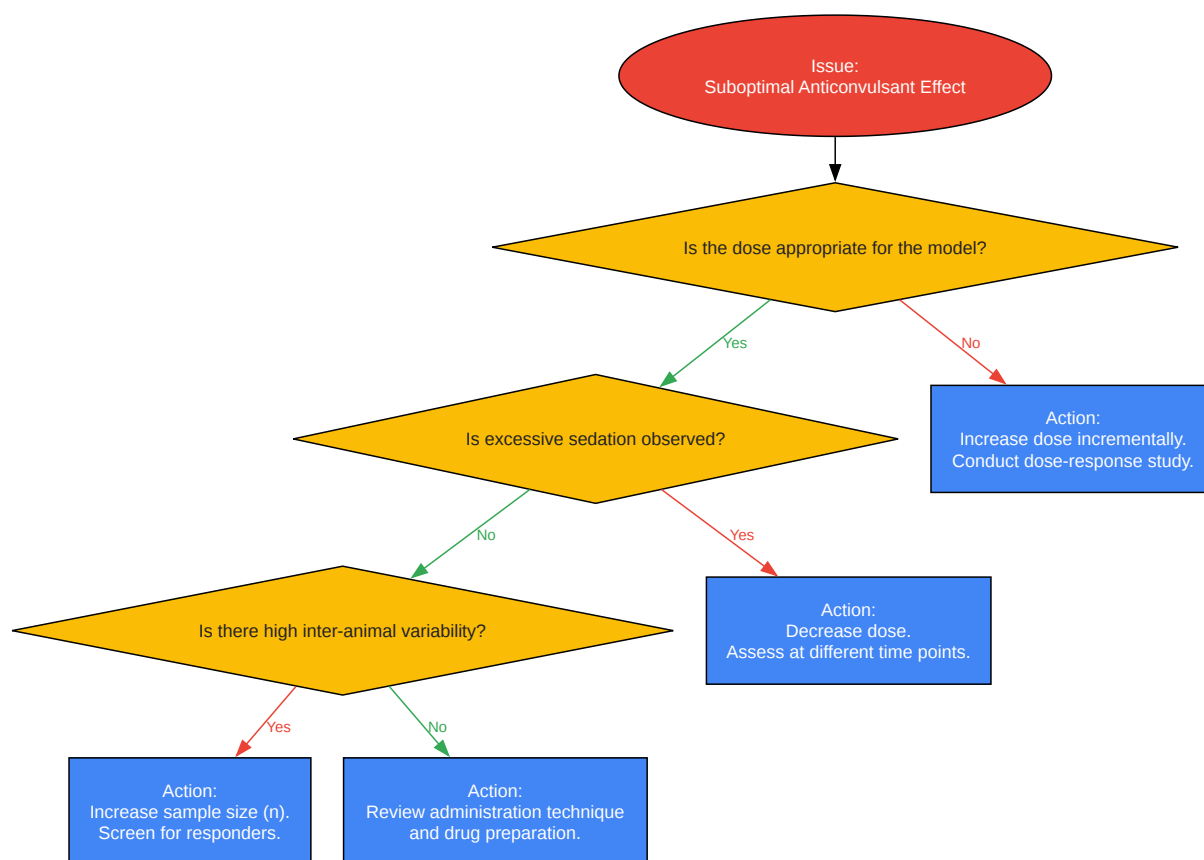 Issue:
Suboptimal Anticonvulsant Effect
Is the dose appropriate for the model?
Yes
No
Is excessive sedation observed?
Action:
Increase dose incrementally.
Conduct dose-response study.
No
Yes
Is there high inter-animal variability?
Action:
Decrease dose.
Assess at different time points.
Yes
No
Action:
Increase sample size (n).
Screen for responders.
Action:
Review administration technique
and drug preparation.